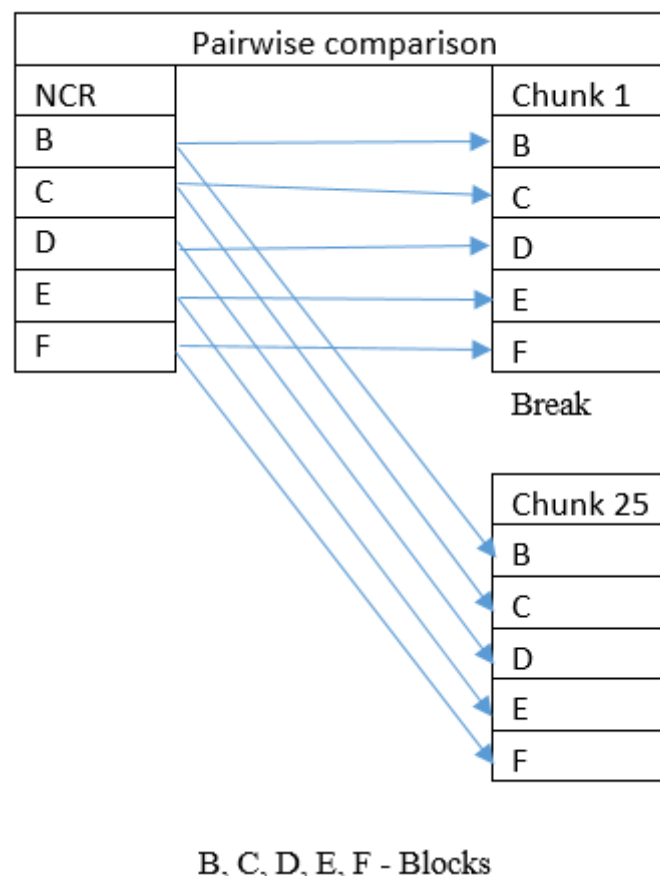 Pairwise comparison
NCR
B
C
D
E
F
Chunk 1
B
C
D
E
F
Break
Chunk 25
B
C
D
E
F
B, C, D, E, F - Blocks